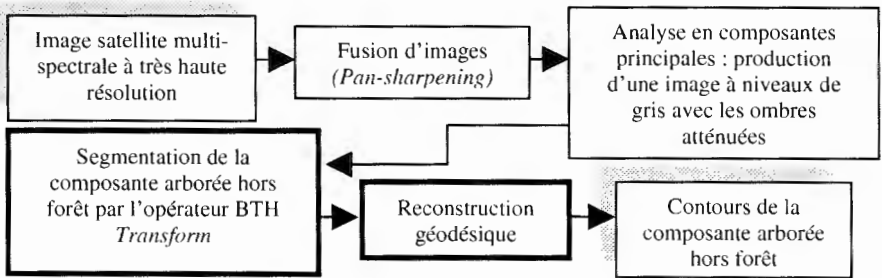 Image satellite multi-
spectrale à très haute
résolution
Fusion d'images
(Pan-sharpening)
Analyse en composantes
principales : production
d'une image à niveaux de
gris avec les ombres
atténuées
Segmentation de la
composante arborée hors
forêt par l'opérateur BTH
Transform
Reconstruction
géodésique
Contours de la
composante arborée
hors forêt